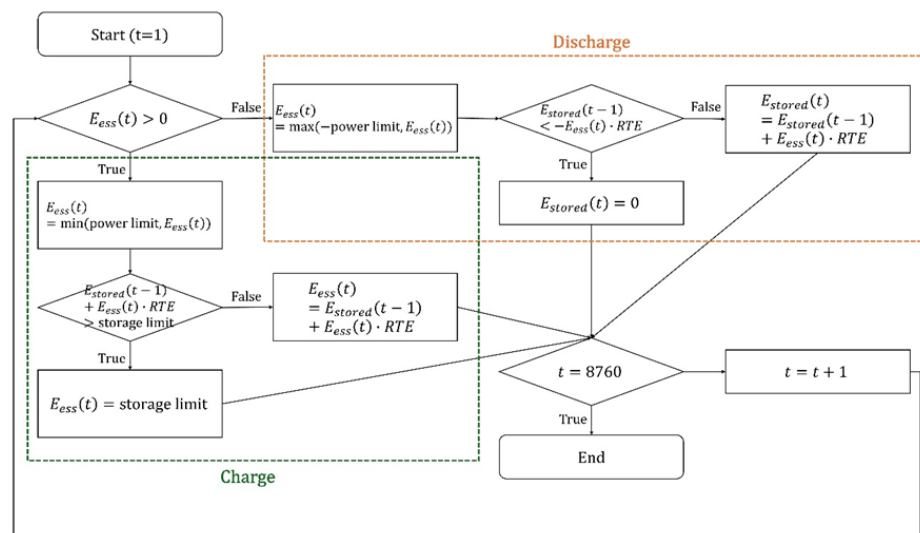 Start (t=1)
Discharge
E_ess(t) > 0
False
E_ess(t)
= max(−power limit, E_ess(t))
E_stored(t − 1)
< −E_ess(t) · RTE
False
E_stored(t)
= E_stored(t − 1)
+ E_ess(t) · RTE
True
True
E_stored(t) = 0
E_ess(t)
= min(power limit, E_ess(t))
E_stored(t − 1)
+ E_ess(t) · RTE
> storage limit
False
E_ess(t)
= E_stored(t − 1)
+ E_ess(t) · RTE
True
t = 8760
t = t + 1
E_ess(t) = storage limit
True
End
Charge